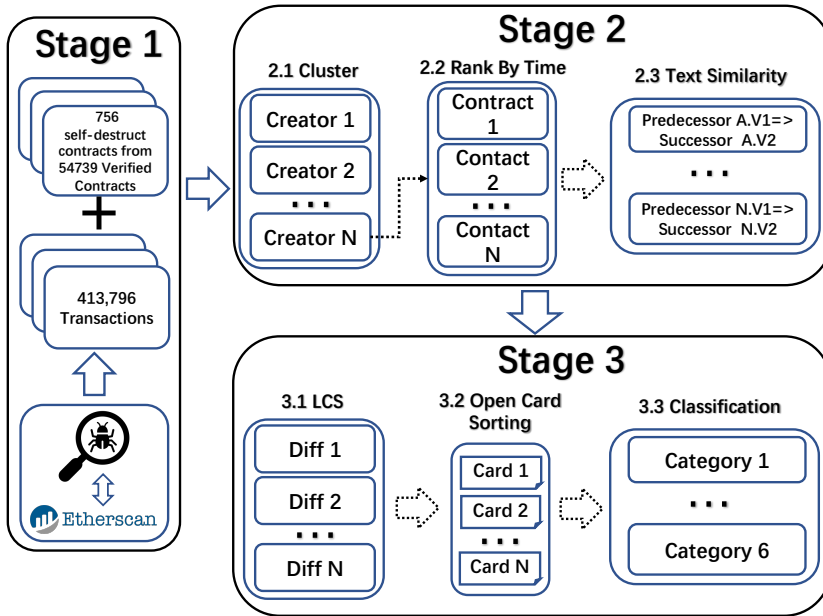 Stage 1
756
self-destruct
contracts from
54739 Verified
Contracts
+
413,796
Transactions
Etherscan
Stage 2
2.1 Cluster
Creator 1
Creator 2
...
Creator N
2.2 Rank By Time
Contract
1
Contact
2
...
Contact
N
2.3 Text Similarity
Predecessor A.V1=>
Successor A.V2
...
Predecessor N.V1=>
Successor N.V2
Stage 3
3.1 LCS
Diff 1
Diff 2
...
Diff N
3.2 Open Card
Sorting
Card 1
Card 2
...
Card N
3.3 Classification
Category 1
...
Category 6